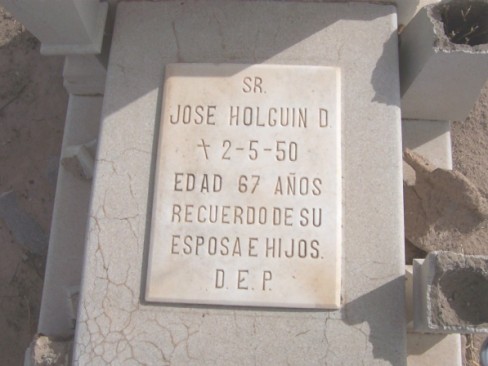 SR.
JOSE HOLGUIN D.
✝ 2-5-50
EDAD 67 AÑOS
RECUERDO DE SU
ESPOSA E HIJOS.
D. E. P.